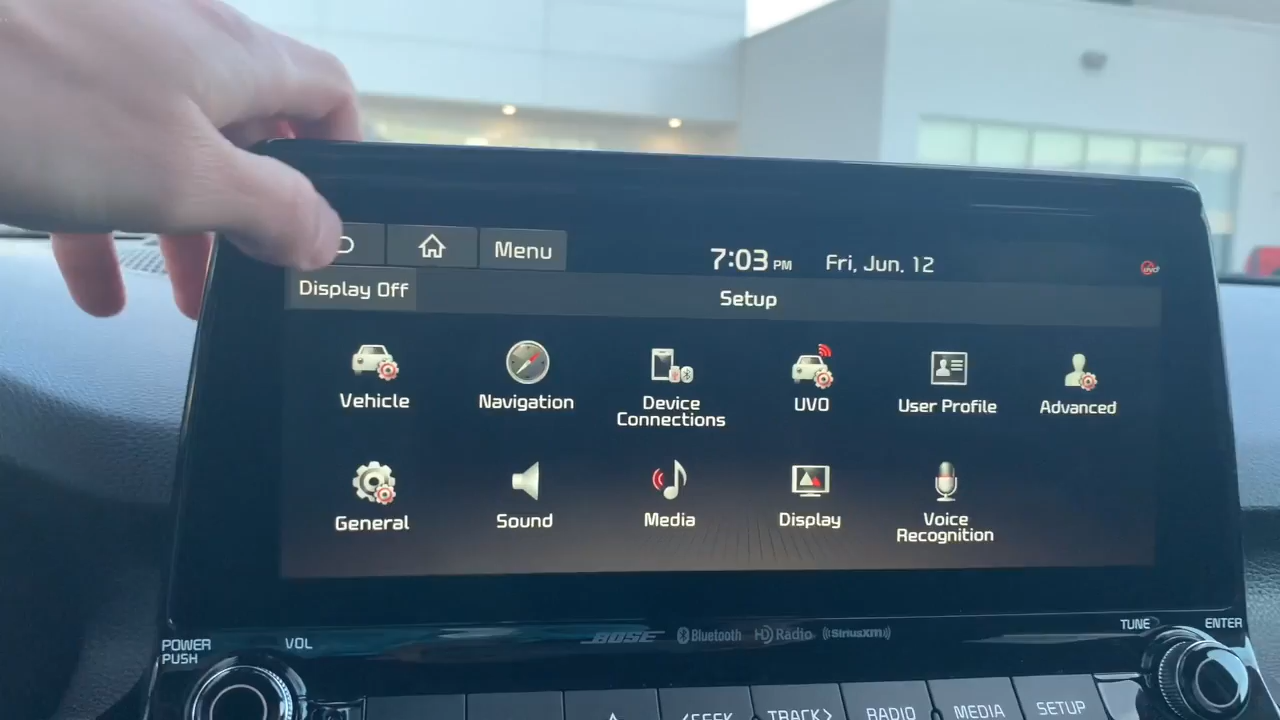 Menu
7:03 PM
Fri, Jun. 12
Display Off
Setup
Vehicle
Navigation
Device
Connections
UVO
User Profile
Advanced
General
Sound
Media
Display
Voice
Recognition
POWER
PUSH
VOL
BOSE
Bluetooth
HD Radio
((SiriusXM))
TUNE
ENTER
<SEEK
TRACK>
RADIO
MEDIA
SETUP